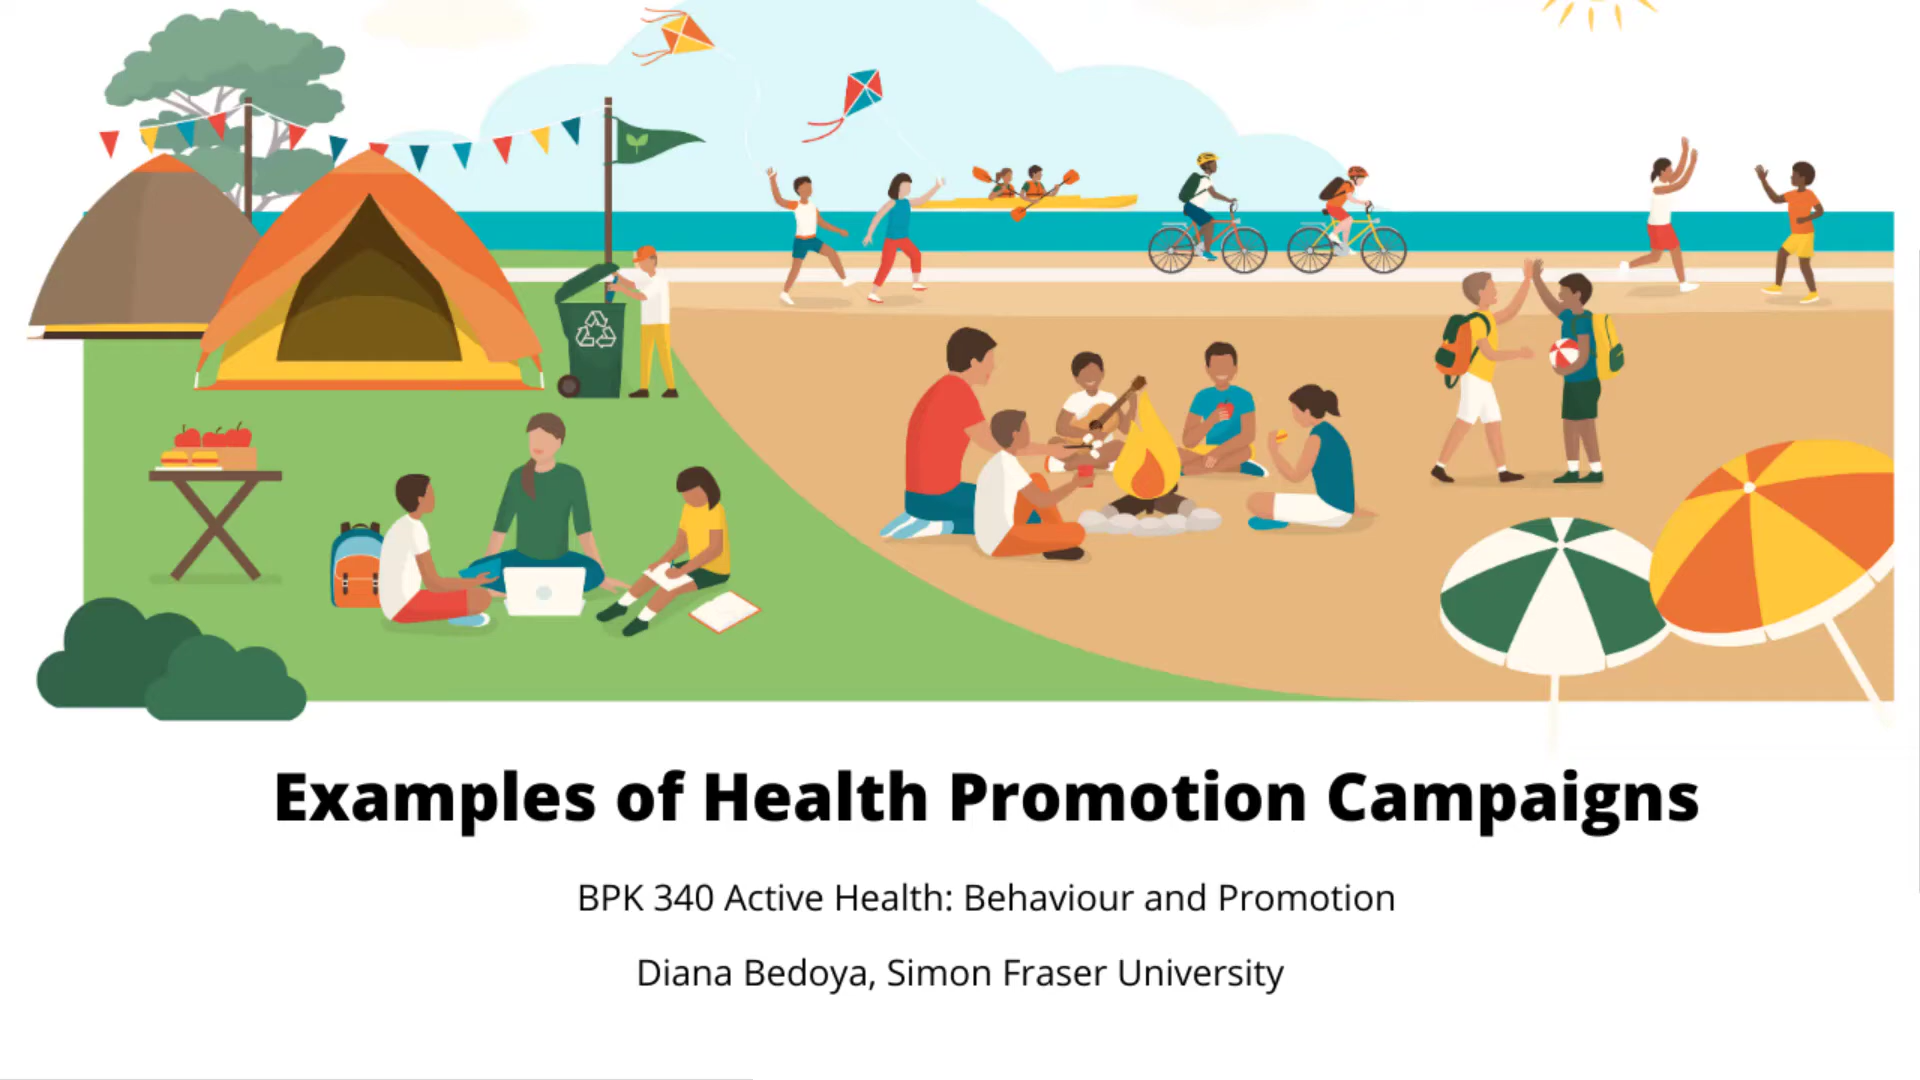 Examples of Health Promotion Campaigns
BPK 340 Active Health: Behaviour and Promotion
Diana Bedoya, Simon Fraser University